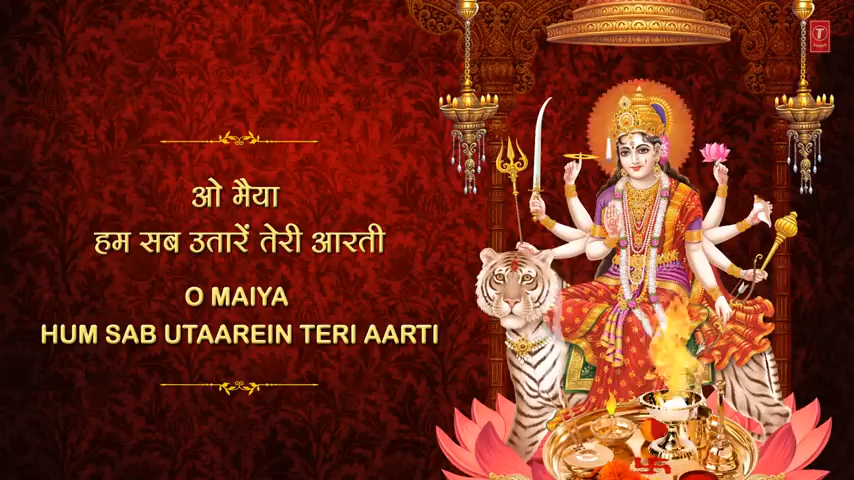 ओ मैया
हम सब उतारें तेरी आरती
O MAIYA
HUM SAB UTAAREIN TERI AARTI
T